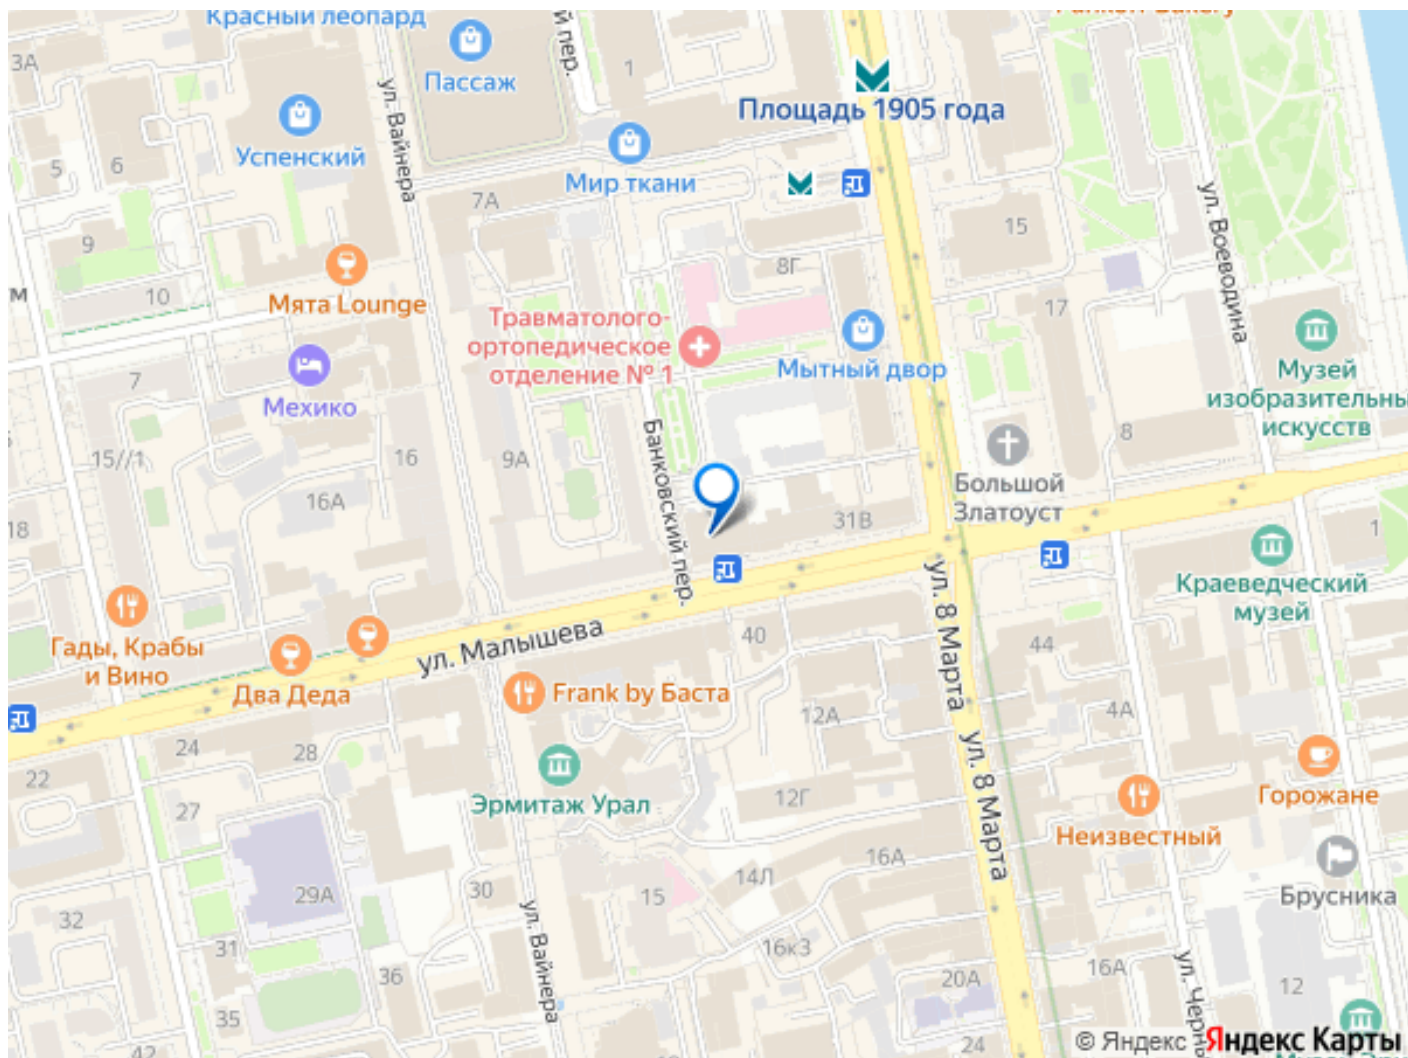 Красный леопард
3А
Пассаж
й пер.
1
ул. Вайнера
Площадь 1905 года
Успенский
5
6
Мир ткани
7А
ул. Воеводина
15
9
8Г
м
10
Мята Lounge
17
Травматолого-
ортопедическое
отделение № 1
Мытный двор
Музей
изобразительны
искусств
7
Мехико
Банковский пер.
8
15//1
16
9А
16А
Большой
Златоуст
31В
18
1
Краеведческий
музей
ул. Малышева
ул. 8 Марта
40
44
Гады, Крабы
и Вино
Два Деда
Frank by Баста
12А
4А
24
28
22
ул. 8 Марта
Эрмитаж Урал
12Г
Горожане
27
Неизвестный
16А
14Л
29А
30
15
Брусника
32
ул. Вайнера
31
16к3
36
20А
16А
12
ул. Черны
35
42
24
© Яндекс Яндекс Карты